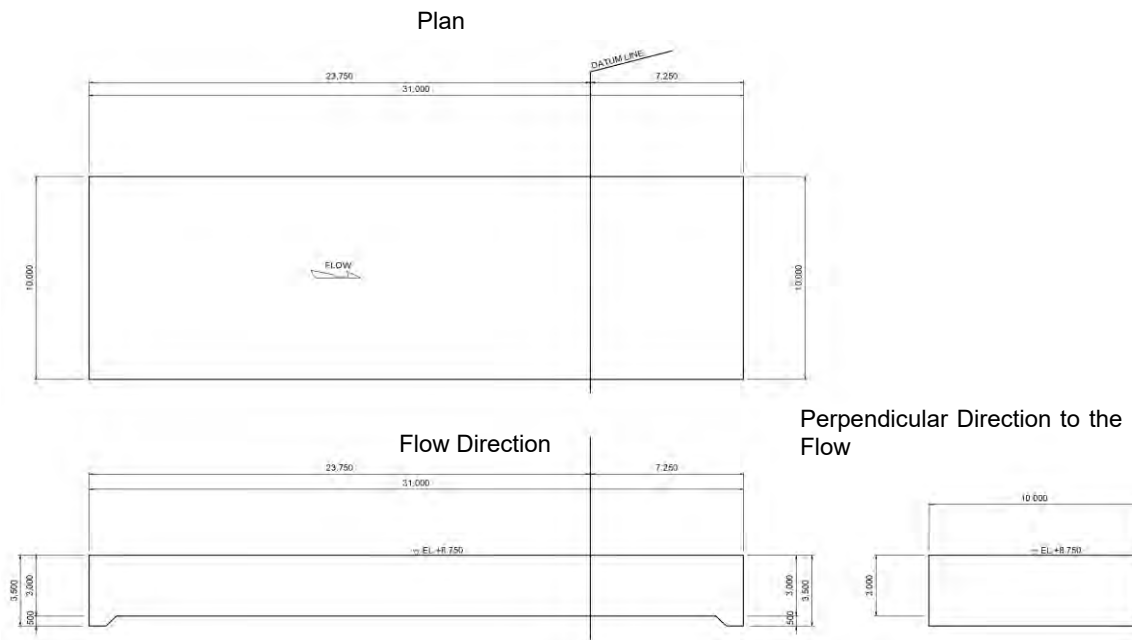 Plan
DATUM LINE
23,750
7,250
31,000
10,000
FLOW
10,000
Perpendicular Direction to the
Flow
Flow Direction
23,750
7,250
31,000
10,000
EL.+8.750
EL.+8.750
3,500
3,000
500
3,000
3,500
500
3,000